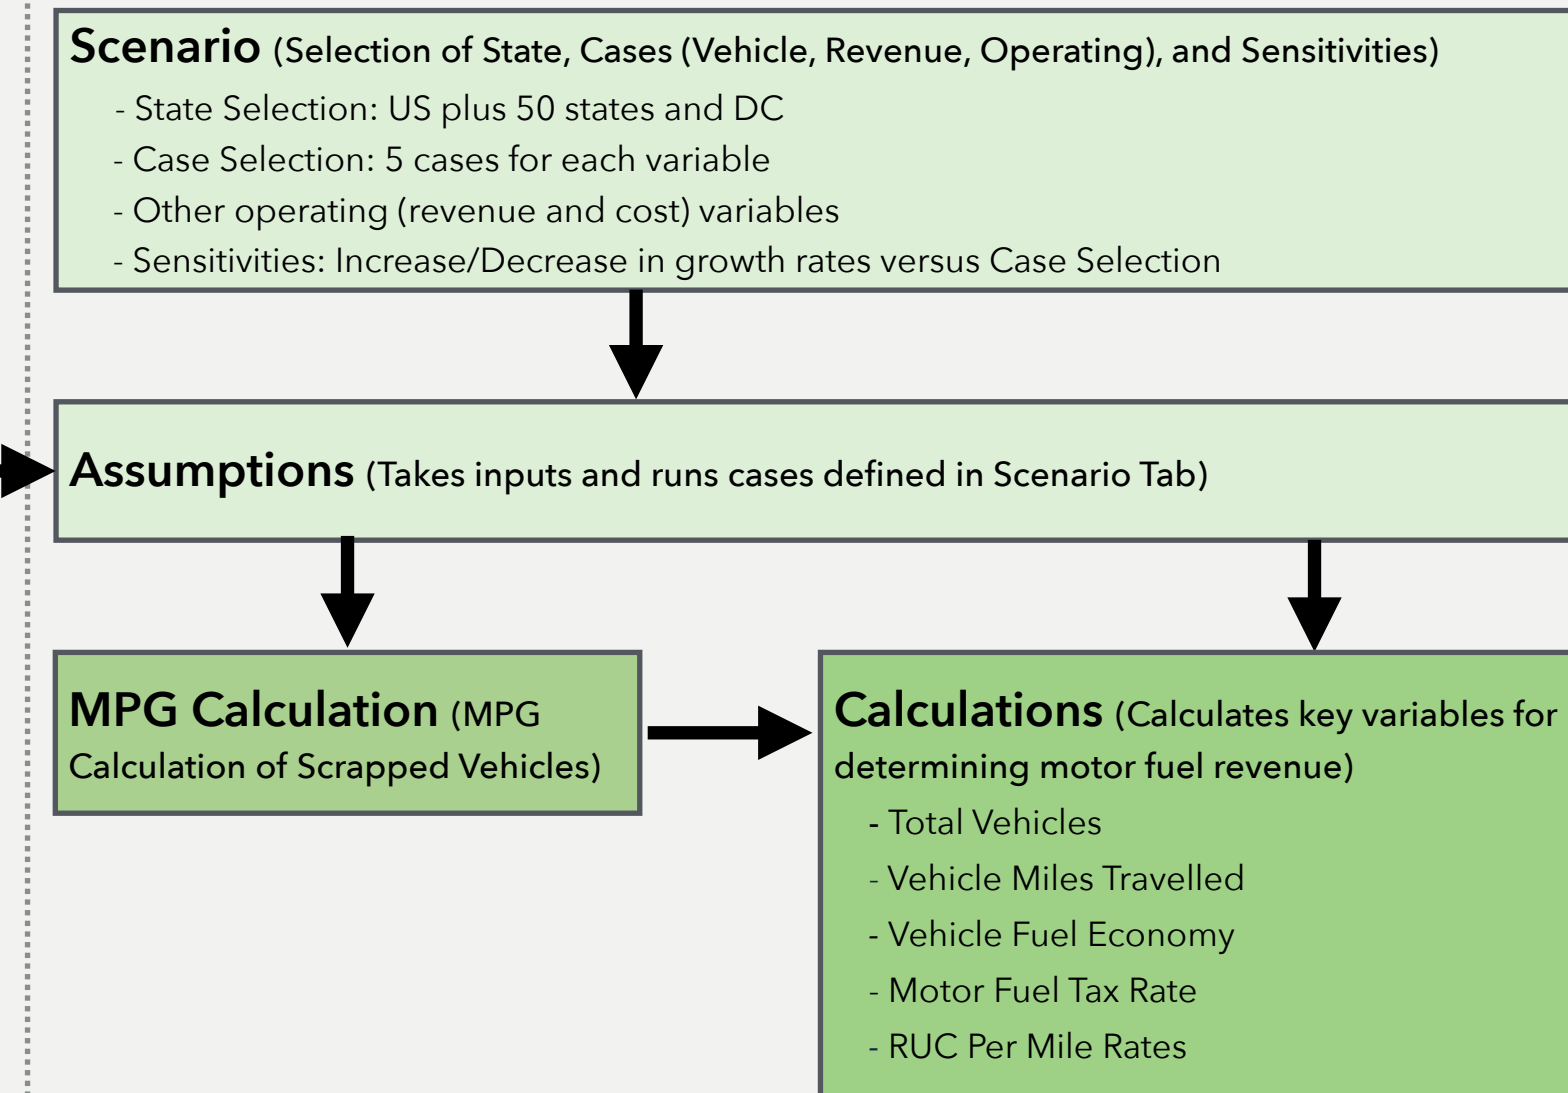 Scenario (Selection of State, Cases (Vehicle, Revenue, Operating), and Sensitivities)
- State Selection: US plus 50 states and DC
- Case Selection: 5 cases for each variable
- Other operating (revenue and cost) variables
- Sensitivities: Increase/Decrease in growth rates versus Case Selection
Assumptions (Takes inputs and runs cases defined in Scenario Tab)
MPG Calculation (MPG
Calculation of Scrapped Vehicles)
Calculations (Calculates key variables for
determining motor fuel revenue)
- Total Vehicles
- Vehicle Miles Travelled
- Vehicle Fuel Economy
- Motor Fuel Tax Rate
- RUC Per Mile Rates